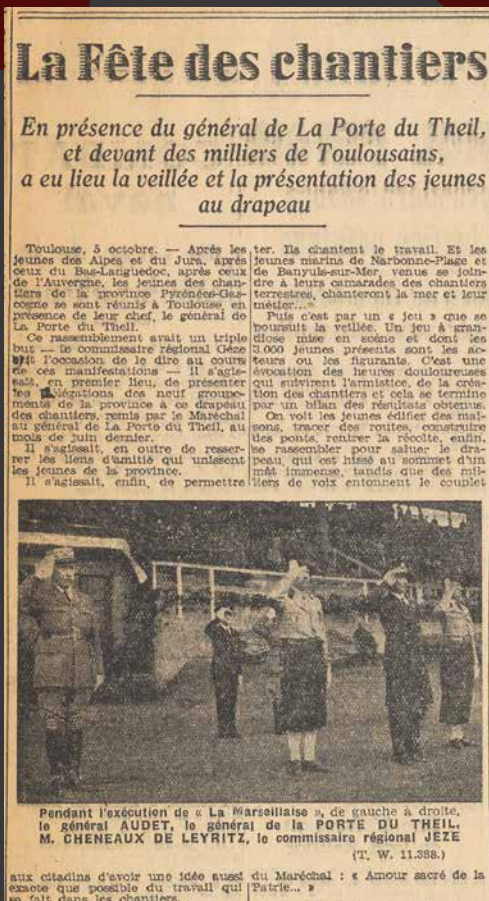 La Fête des chantiers
En présence du général de La Porte du Theil,
et devant des milliers de Toulousains,
a eu lieu la veillée et la présentation des jeunes
au drapeau
Toulouse, 5 octobre. — Après les
jeunes des Alpes et du Jura, après
ceux du Bas-Languedoc, après ceux
de l'Auvergne, les jeunes des chan-
tiers de la province Pyrénées-Gas-
cogne se sont réunis à Toulouse, en
présence de leur chef, le général de
La Porte du Theil.
Ce rassemblement avait un triple
but — le commissaire régional Gèze
eut l'occasion de le dire au cours
de ces manifestations — il s'agis-
sait, en premier lieu, de présenter
les délégations des neuf groupe-
ments de la province à ce drapeau
des chantiers, remis par le Maréchal
au général de La Porte du Theil, au
mois de juin dernier.
Il s'agissait, en outre de resser-
rer les liens d'amitié qui unissent
les jeunes de la province.
Il s'agissait, enfin, de permettre
aux citadins d'avoir une idée aussi
exacte que possible du travail qui
se fait dans les chantiers.
ter. Ils chantent le travail. Et les
jeunes marins de Narbonne-Plage et
de Banyuls-sur-Mer, venus se join-
dre à leurs camarades des chantiers
terrestres, chanteront la mer et leur
métier...»
Puis c'est par un « jeu » que se
poursuit la veillée. Un jeu à gran-
diose mise en scène et dont les
3.000 jeunes présents sont les ac-
teurs ou les figurants. C'est une
évocation des heures douloureuses
qui suivirent l'armistice, de la créa-
tion des chantiers et cela se termine
par un bilan des résultats obtenus.
On voit les jeunes édifier des mai-
sons, tracer des routes, construire
des ponts, rentrer la récolte, enfin,
se rassembler pour saluer le dra-
peau, qui est hissé au sommet d'un
mât immense, tandis que des mil-
liers de voix entonnent le couplet
du Maréchal : « Amour sacré de la
Patrie... »
Pendant l'exécution de « La Marseillaise », de gauche à droite,
le général AUDET, le général de la PORTE DU THEIL,
M. CHENEAUX DE LEYRITZ, le commissaire régional JEZE
(T. W. 11.388.)